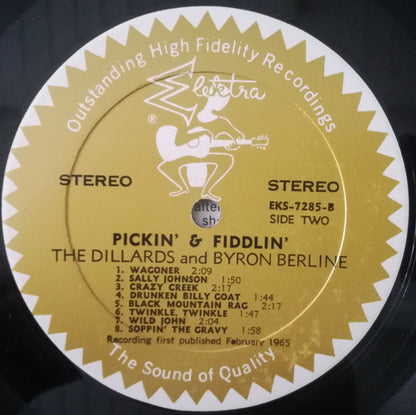 Outstanding High Fidelity Recordings
Elektra
®
STEREO
STEREO
EKS-7285-B
SIDE TWO
PICKIN' & FIDDLIN'
THE DILLARDS and BYRON BERLINE
1. WAGONER 2:09
2. SALLY JOHNSON 1:50
3. CRAZY CREEK 2:17
4. DRUNKEN BILLY GOAT 1:44
5. BLACK MOUNTAIN RAG 2:17
6. TWINKLE, TWINKLE 1:47
7. WILD JOHN 2:04
8. SOPPIN' THE GRAVY 1:58
Recording first published February 1965
The Sound of Quality